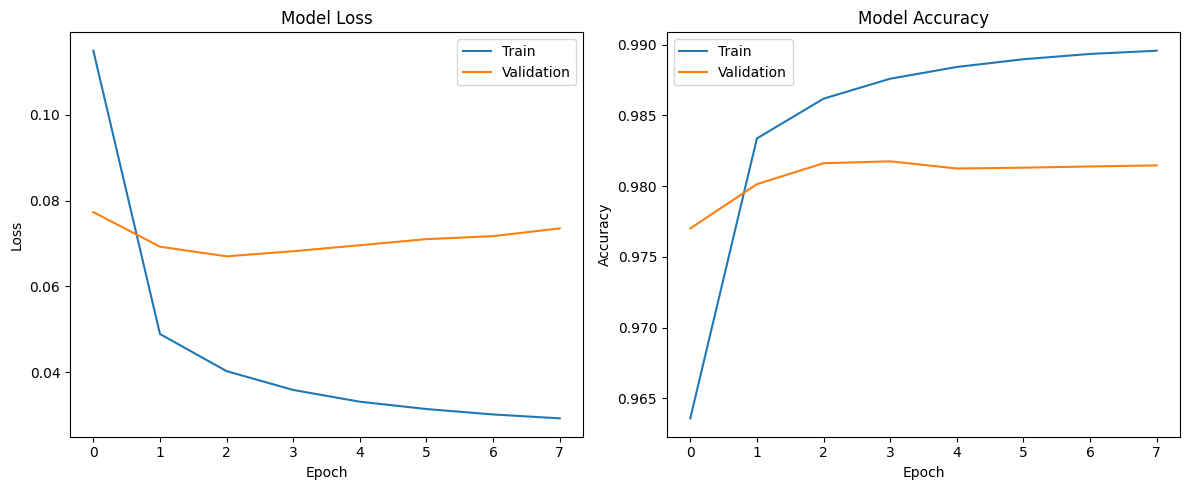 Model Loss
Train
Validation
0.10
0.08
0.06
0.04
Loss
0 1 2 3 4 5 6 7
Epoch
Model Accuracy
Train
Validation
0.990
0.985
0.980
0.975
0.970
0.965
Accuracy
0 1 2 3 4 5 6 7
Epoch